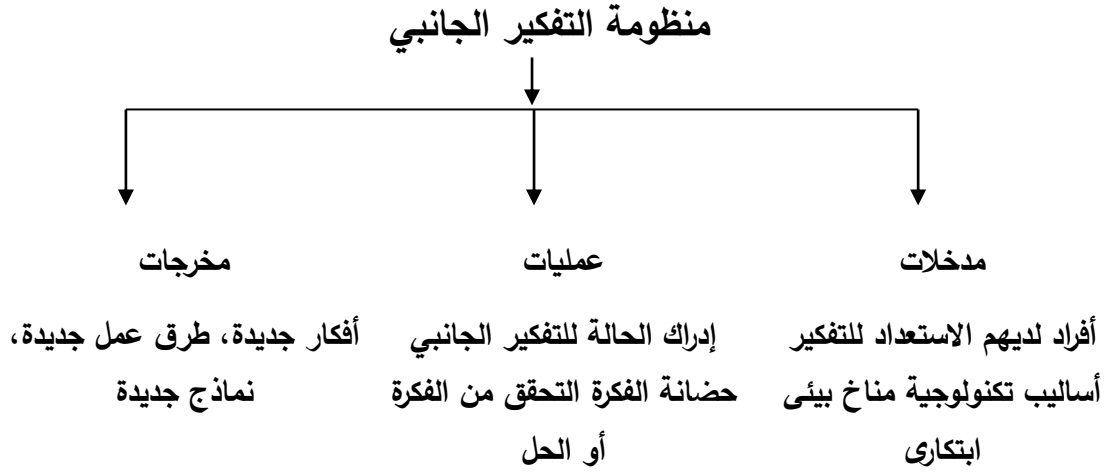 منظومة التفكير الجانبي
مدخلات
أفراد لديهم الاستعداد للتفكير
أساليب تكنولوجية مناخ بيئى
ابتكارى
عمليات
إدراك الحالة للتفكير الجانبي
حضانة الفكرة التحقق من الفكرة
أو الحل
مخرجات
أفكار جديدة، طرق عمل جديدة،
نماذج جديدة